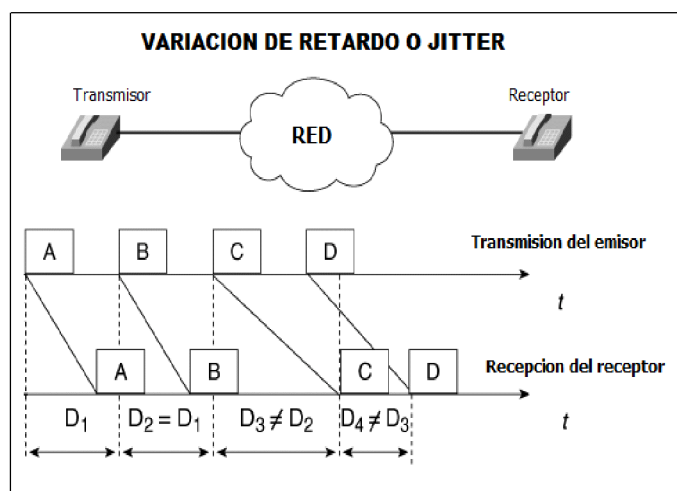 VARIACION DE RETARDO O JITTER
Transmisor
Receptor
RED
A B C D
Transmision del emisor
t
A B C D
Recepcion del receptor
D₁ D₂ = D₁ D₃ ≠ D₂ D₄ ≠ D₃
t